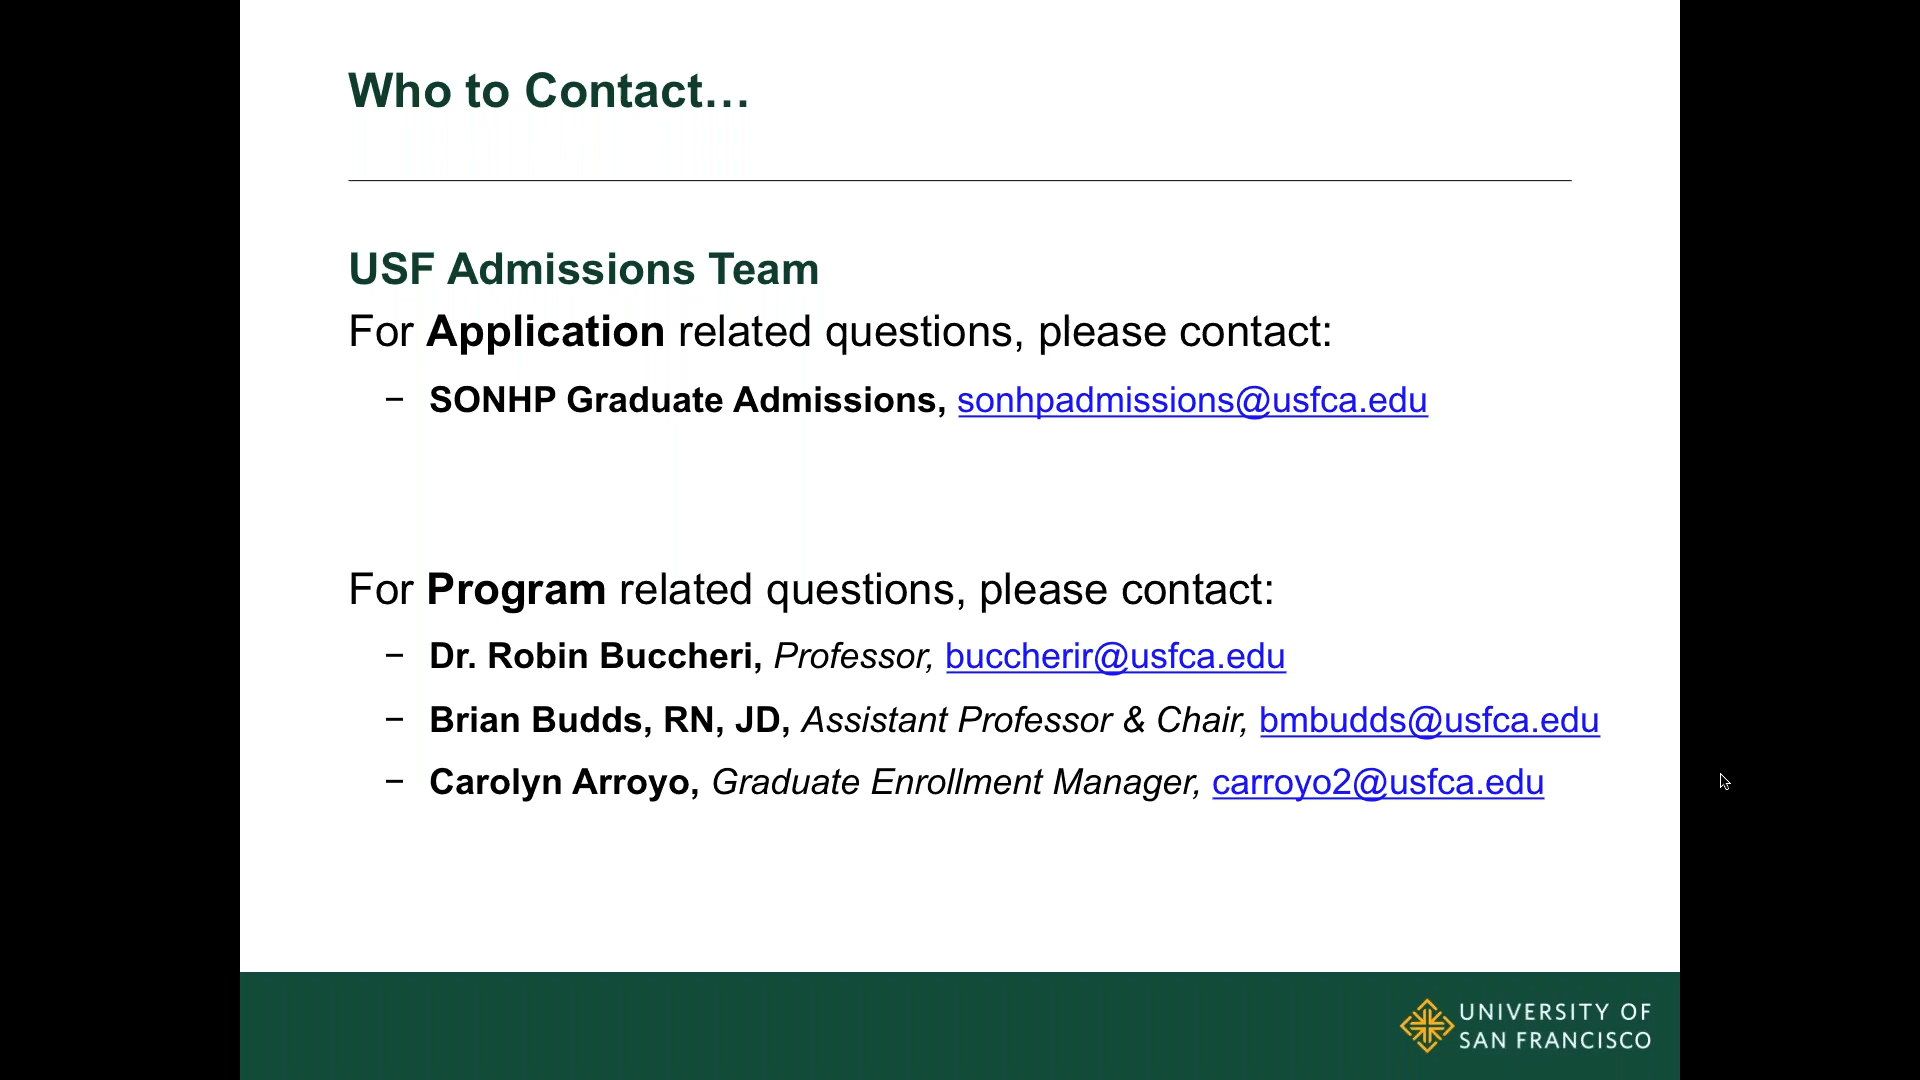 Who to Contact…
USF Admissions Team
For Application related questions, please contact:
− SONHP Graduate Admissions, sonhpadmissions@usfca.edu
For Program related questions, please contact:
− Dr. Robin Buccheri, Professor, buccherir@usfca.edu
− Brian Budds, RN, JD, Assistant Professor & Chair, bmbudds@usfca.edu
− Carolyn Arroyo, Graduate Enrollment Manager, carroyo2@usfca.edu
UNIVERSITY OF
SAN FRANCISCO